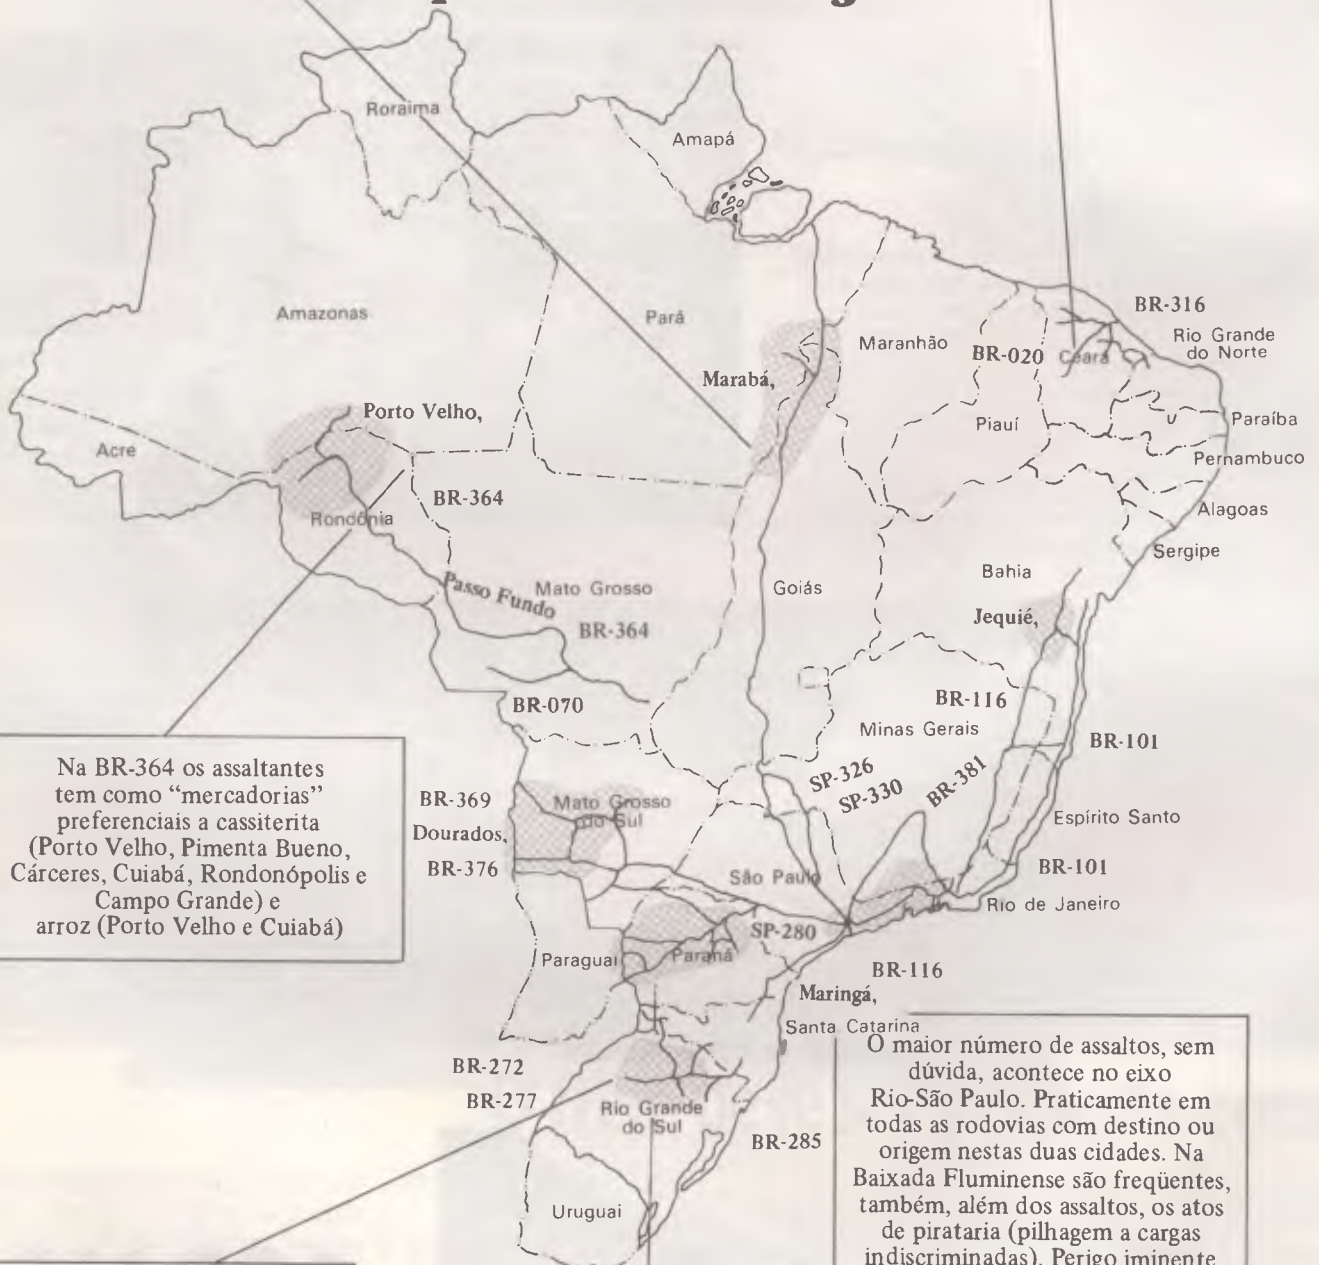 Roraima
Amapá
Amazonas
Pará
BR-316
Maranhão
Rio Grande
do Norte
BR-020
Ceará
Marabá,
Porto Velho,
Piauí
Paraíba
Acre
Pernambuco
BR-364
Alagoas
Rondônia
Sergipe
Bahia
Passo Fundo
Mato Grosso
Goiás
Jequié,
BR-364
BR-116
BR-070
Minas Gerais
BR-101
SP-326
SP-330
BR-381
Na BR-364 os assaltantes
tem como “mercadorias”
preferenciais a cassiterita
(Porto Velho, Pimenta Bueno,
Cárceres, Cuiabá, Rondonópolis e
Campo Grande) e
arroz (Porto Velho e Cuiabá)
BR-369
Mato Grosso
do Sul
Dourados,
Espírito Santo
BR-376
BR-101
São Paulo
Rio de Janeiro
SP-280
Paraguai
Paraná
BR-116
Maringá,
Santa Catarina
BR-272
BR-277
Rio Grande
do Sul
BR-285
Uruguai
O maior número de assaltos, sem
dúvida, acontece no eixo
Rio-São Paulo. Praticamente em
todas as rodovias com destino ou
origem nestas duas cidades. Na
Baixada Fluminense são freqüentes,
também, além dos assaltos, os atos
de pirataria (pilhagem a cargas
indiscriminadas). Perigo iminente